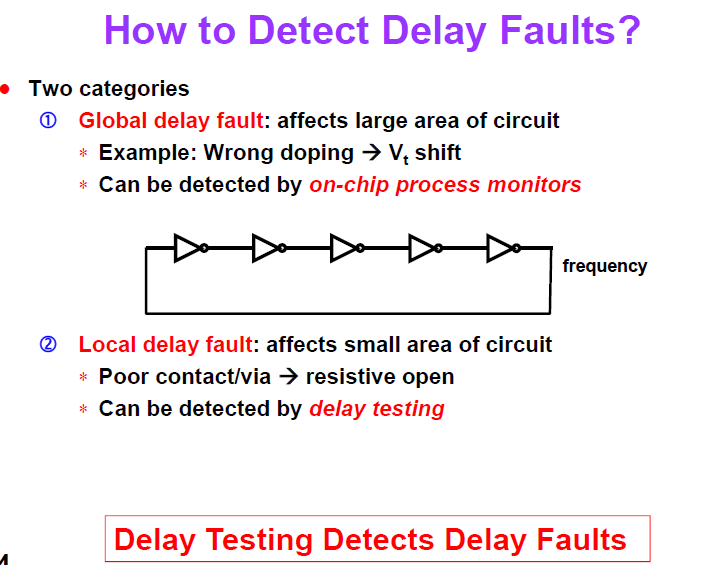 How to Detect Delay Faults?
• Two categories
① Global delay fault: affects large area of circuit
* Example: Wrong doping → Vt shift
* Can be detected by on-chip process monitors
frequency
② Local delay fault: affects small area of circuit
* Poor contact/via → resistive open
* Can be detected by delay testing
Delay Testing Detects Delay Faults